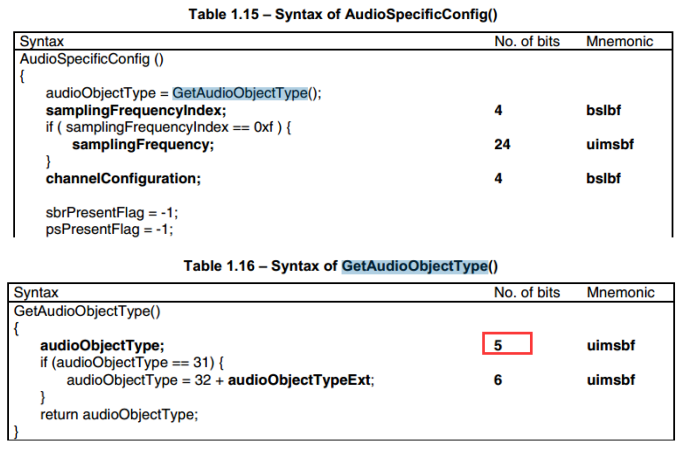 Table 1.15 – Syntax of AudioSpecificConfig()
Syntax No. of bits Mnemonic
AudioSpecificConfig ()
{
audioObjectType = GetAudioObjectType();
samplingFrequencyIndex; 4 bslbf
if ( samplingFrequencyIndex == 0xf ) {
samplingFrequency; 24 uimsbf
}
channelConfiguration; 4 bslbf
sbrPresentFlag = -1;
psPresentFlag = -1;
Table 1.16 – Syntax of GetAudioObjectType()
Syntax No. of bits Mnemonic
GetAudioObjectType()
{
audioObjectType; 5 uimsbf
if (audioObjectType == 31) {
audioObjectType = 32 + audioObjectTypeExt; 6 uimsbf
}
return audioObjectType;
}